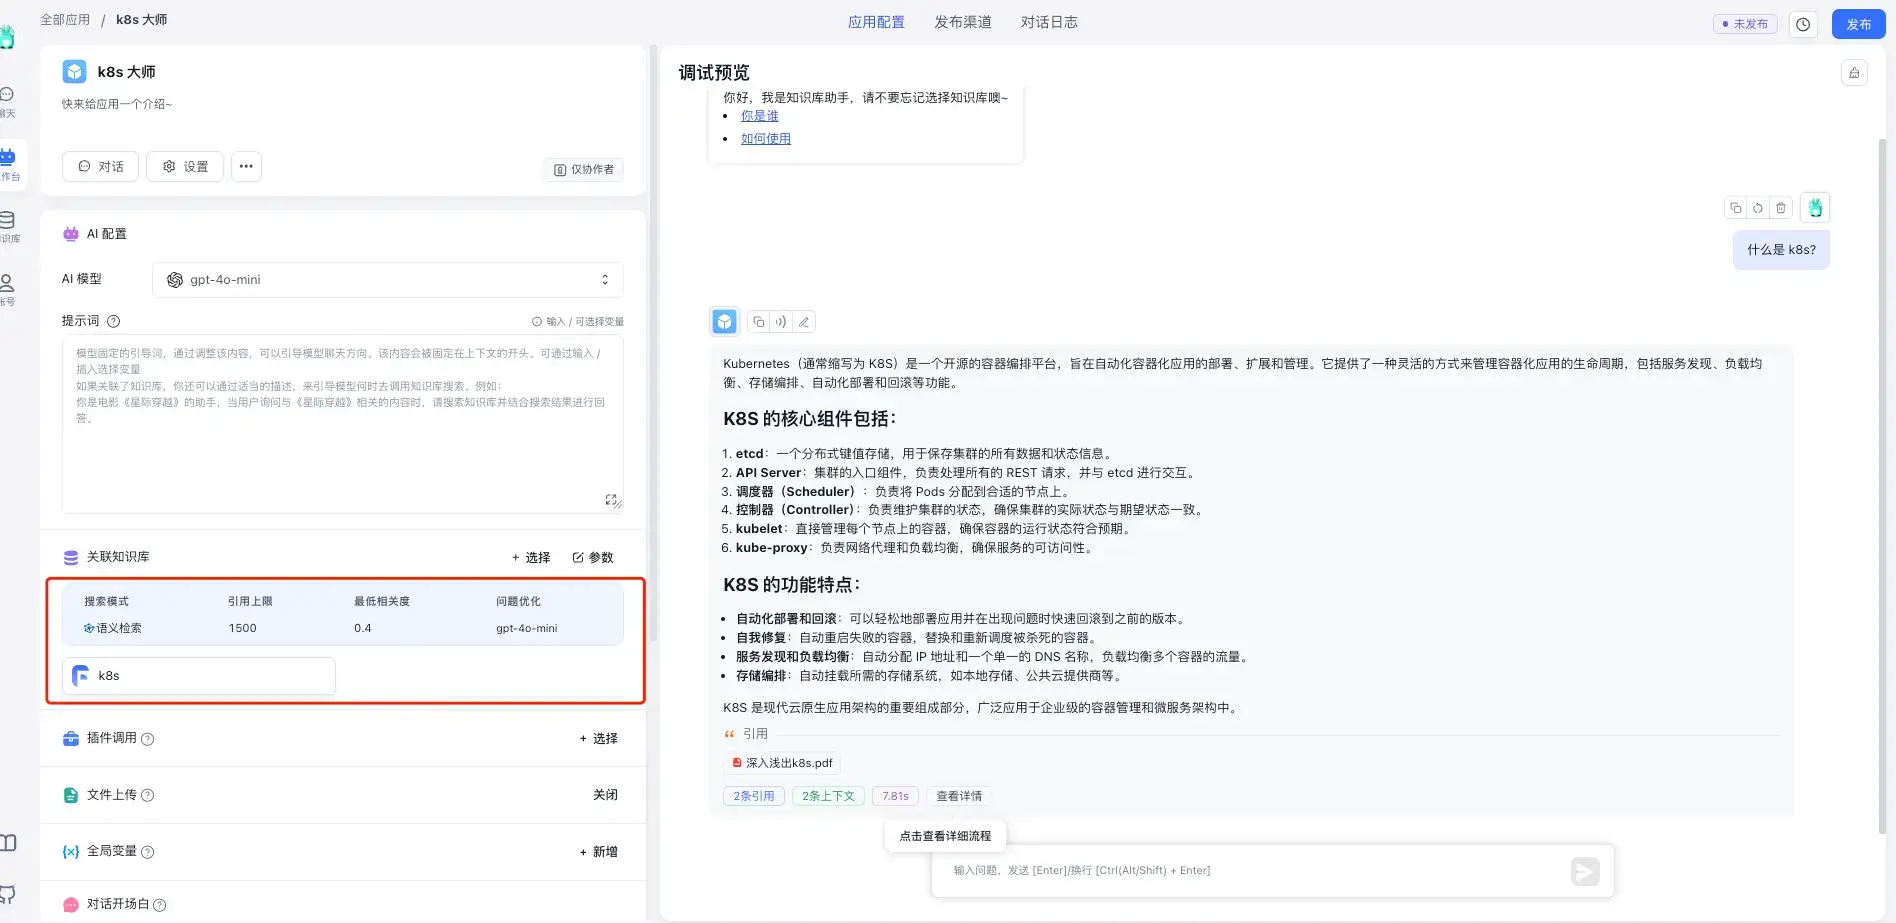 全部应用 / k8s 大师
应用配置 发布渠道 对话日志
未发布
发布
聊天
工作台
知识库
账号
k8s 大师
快来给应用一个介绍~
对话 设置
仅协作者
AI 配置
AI 模型 gpt-4o-mini
提示词 输入 / 可选择变量
模型固定的引导词，通过调整该内容，可以引导模型聊天方向。该内容会被固定在上下文的开头。可通过输入 /
插入选择变量
如果关联了知识库，你还可以通过适当的描述，来引导模型何时去调用知识库搜索。例如：
你是电影《星际穿越》的助手，当用户询问与《星际穿越》相关的内容时，请搜索知识库并结合搜索结果进行回
答。
关联知识库 + 选择 参数
搜索模式 引用上限 最低相关度 问题优化
语义检索 1500 0.4 gpt-4o-mini
k8s
插件调用 + 选择
文件上传 关闭
全局变量 + 新增
对话开场白
调试预览
你好，我是知识库助手，请不要忘记选择知识库噢~
• 你是谁
• 如何使用
什么是 k8s?
Kubernetes（通常缩写为 K8S）是一个开源的容器编排平台，旨在自动化容器化应用的部署、扩展和管理。它提供了一种灵活的方式来管理容器化应用的生命周期，包括服务发现、负载均
衡、存储编排、自动化部署和回滚等功能。
K8S 的核心组件包括：
1. etcd：一个分布式键值存储，用于保存集群的所有数据和状态信息。
2. API Server：集群的入口组件，负责处理所有的 REST 请求，并与 etcd 进行交互。
3. 调度器（Scheduler）：负责将 Pods 分配到合适的节点上。
4. 控制器（Controller）：负责维护集群的状态，确保集群的实际状态与期望状态一致。
5. kubelet：直接管理每个节点上的容器，确保容器的运行状态符合预期。
6. kube-proxy：负责网络代理和负载均衡，确保服务的可访问性。
K8S 的功能特点：
• 自动化部署和回滚：可以轻松地部署应用并在出现问题时快速回滚到之前的版本。
• 自我修复：自动重启失败的容器，替换和重新调度被杀死的容器。
• 服务发现和负载均衡：自动分配 IP 地址和一个单一的 DNS 名称，负载均衡多个容器的流量。
• 存储编排：自动挂载所需的存储系统，如本地存储、公共云提供商等。
K8S 是现代云原生应用架构的重要组成部分，广泛应用于企业级的容器管理和微服务架构中。
引用
深入浅出k8s.pdf
2条引用 2条上下文 7.81s 查看详情
点击查看详细流程
输入问题，发送 [Enter]/换行 [Ctrl(Alt/Shift) + Enter]